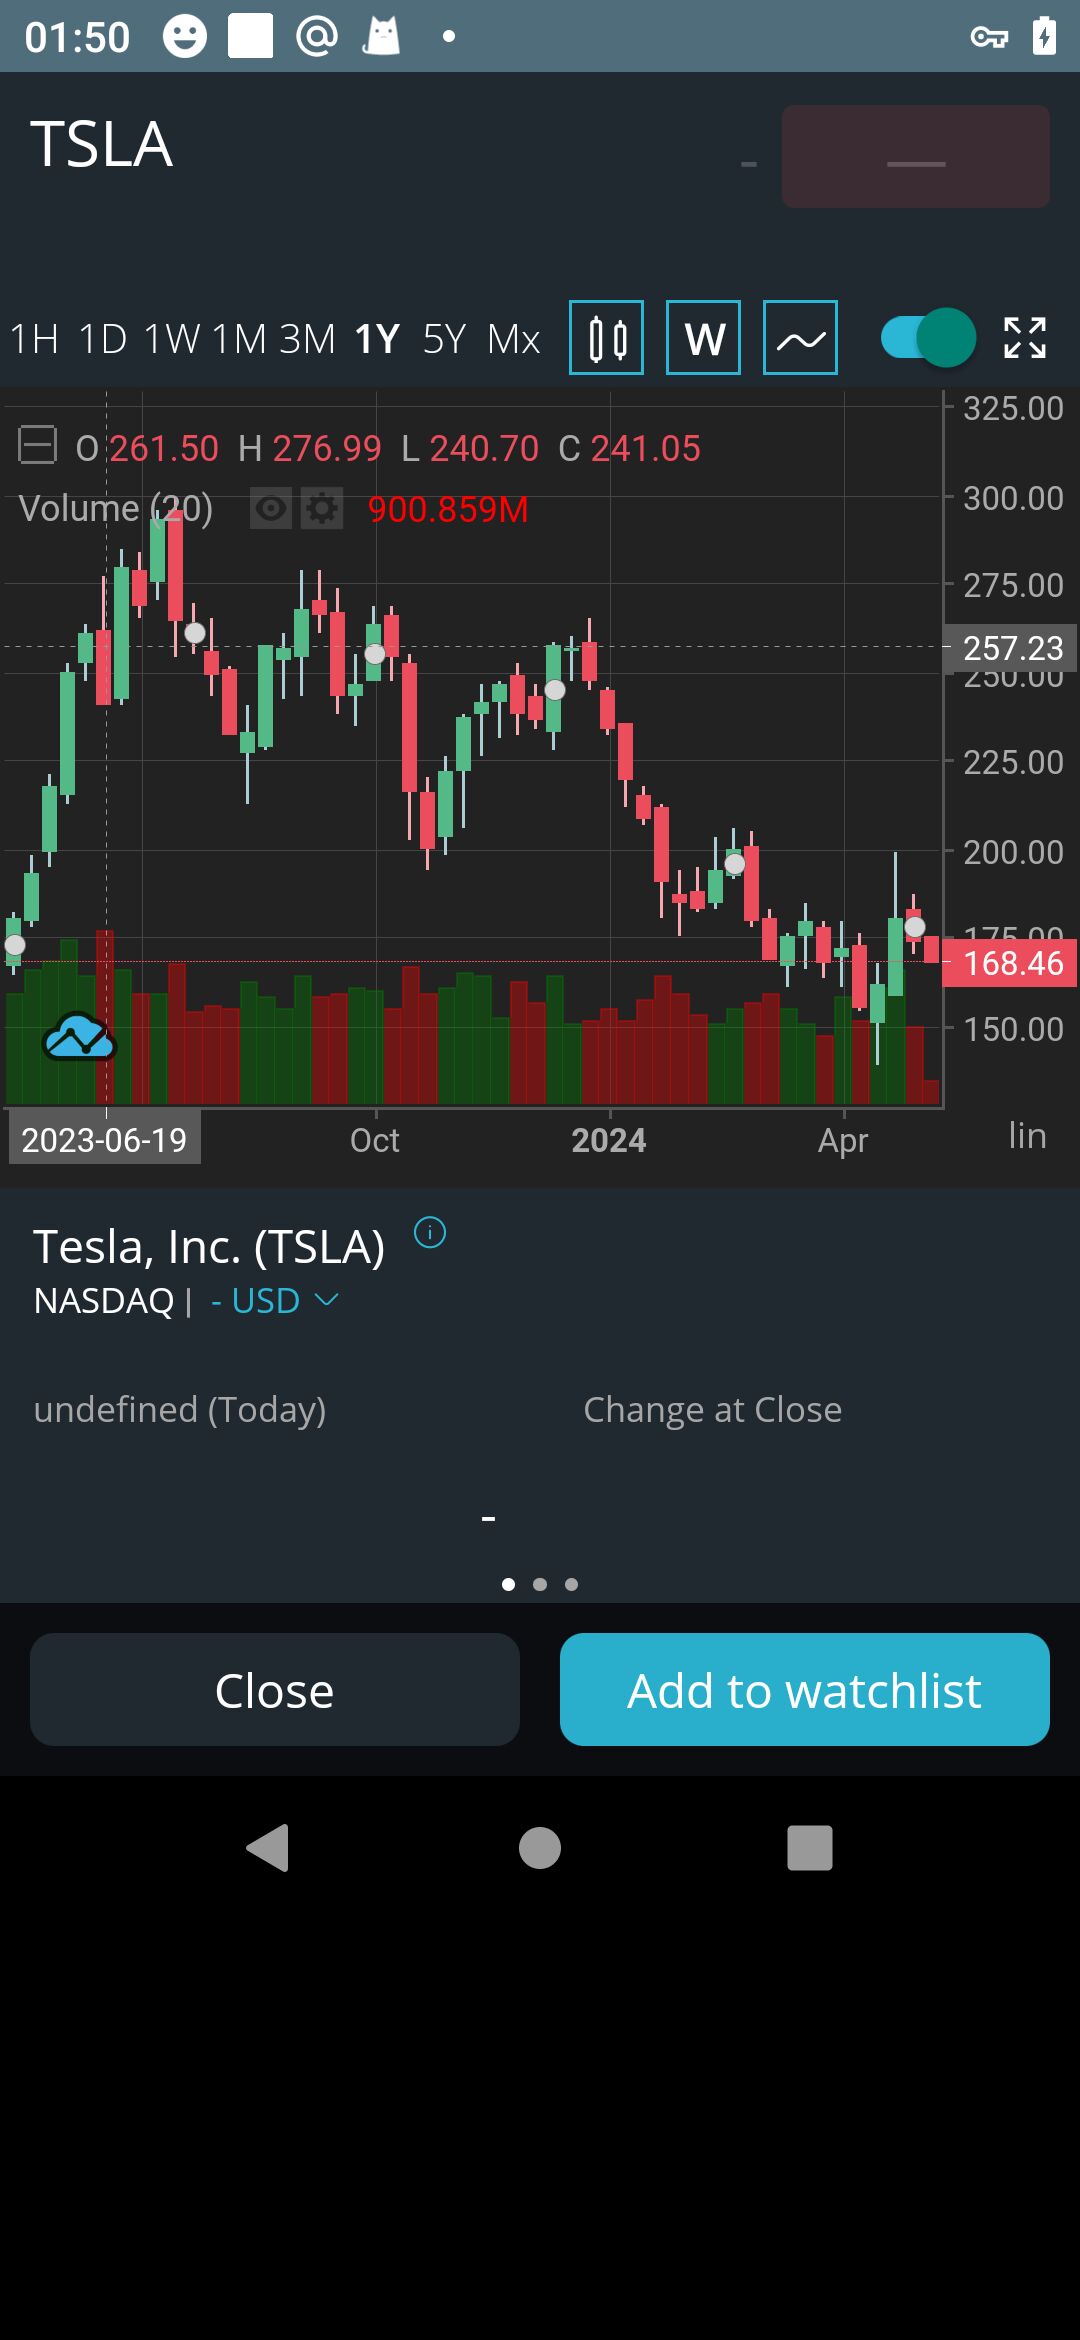 01:50
TSLA
-
—
1H 1D 1W 1M 3M 1Y 5Y Mx W
325.00
O 261.50 H 276.99 L 240.70 C 241.05
300.00
Volume (20) 900.859M
275.00
257.23
250.00
225.00
200.00
175.00
168.46
150.00
2023-06-19 Oct 2024 Apr lin
Tesla, Inc. (TSLA)
NASDAQ | - USD
undefined (Today) Change at Close
-
Close Add to watchlist